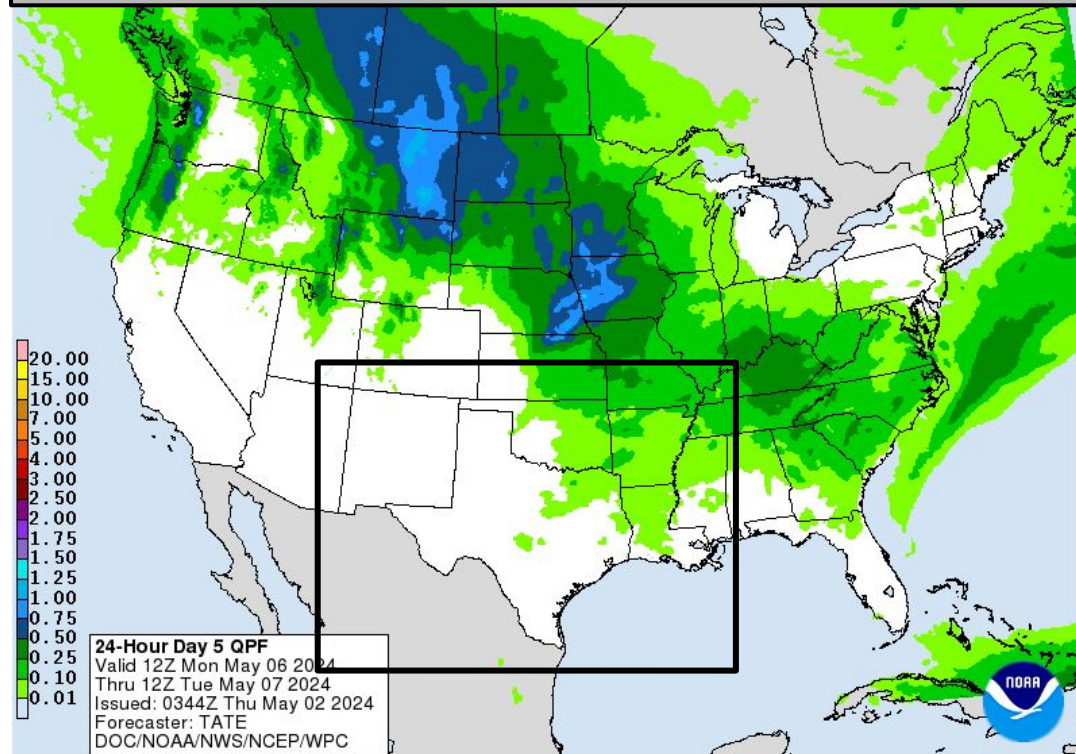 20.00
15.00
10.00
7.00
5.00
4.00
3.00
2.50
2.00
1.75
1.50
1.25
1.00
0.75
0.50
0.25
0.10
0.01
24-Hour Day 5 QPF
Valid 12Z Mon May 06 2024
Thru 12Z Tue May 07 2024
Issued: 0344Z Thu May 02 2024
Forecaster: TATE
DOC/NOAA/NWS/NCEP/WPC
NOAA